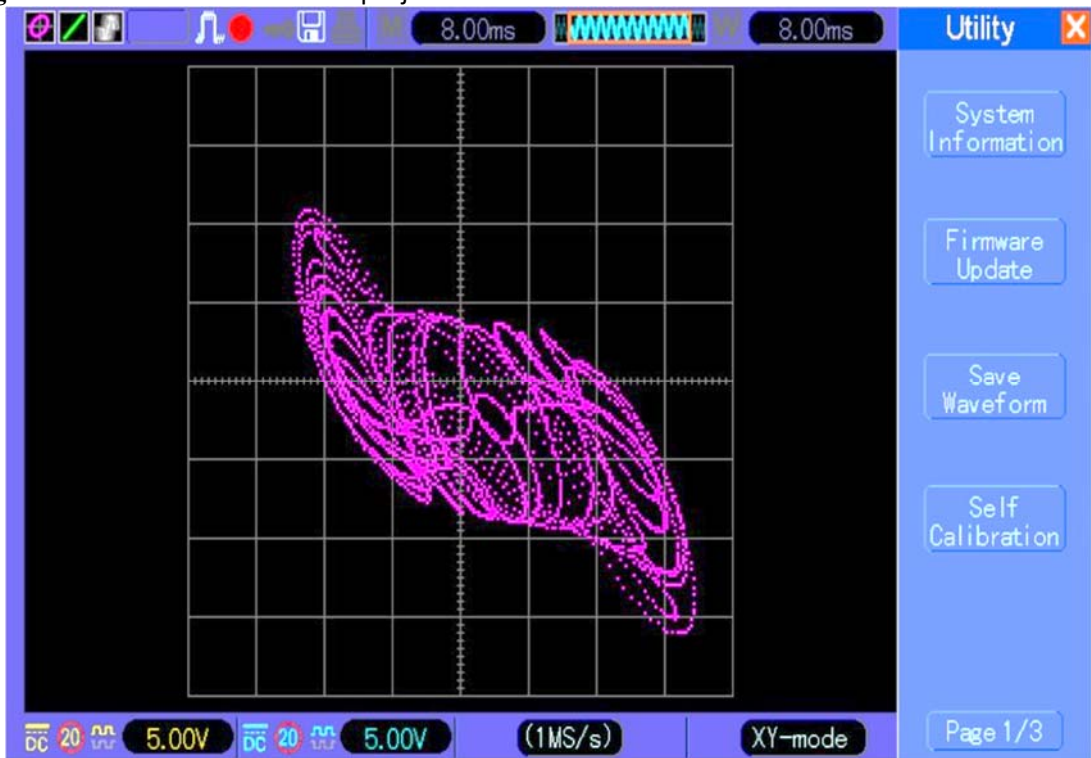 M 8.00ms W 8.00ms Utility X
System
Information
Firmware
Update
Save
Waveform
Self
Calibration
DC 20 5.00V DC 20 5.00V (1MS/s) XY-mode Page 1/3